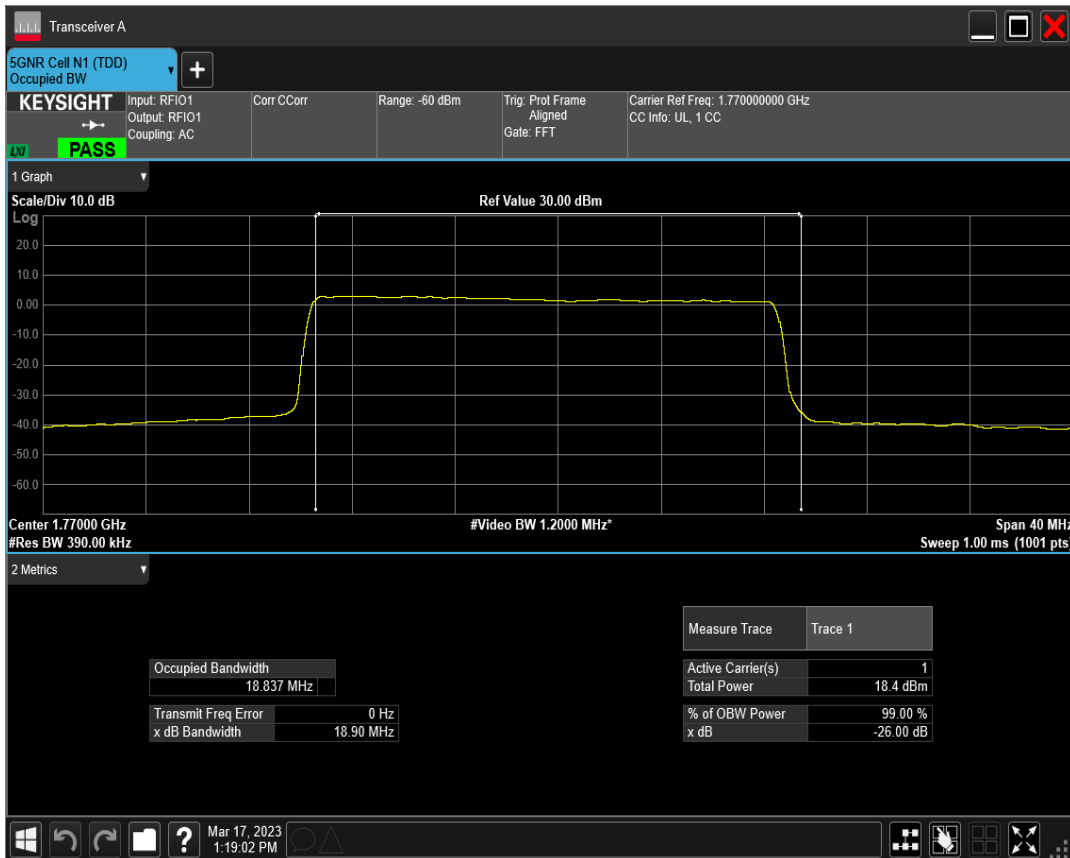 Transceiver A
5GNR Cell N1 (TDD)
Occupied BW
+
KEYSIGHT
LXI
PASS
Input: RFIO1
Output: RFIO1
Coupling: AC
Corr CCorr
Range: -60 dBm
Trig: Prot Frame
Aligned
Gate: FFT
Carrier Ref Freq: 1.770000000 GHz
CC Info: UL, 1 CC
1 Graph
Scale/Div 10.0 dB
Ref Value 30.00 dBm
Log
20.0
10.0
0.00
-10.0
-20.0
-30.0
-40.0
-50.0
-60.0
Center 1.77000 GHz
#Video BW 1.2000 MHz*
Span 40 MHz
#Res BW 390.00 kHz
Sweep 1.00 ms (1001 pts)
2 Metrics
Measure Trace Trace 1
Occupied Bandwidth
18.837 MHz
Active Carrier(s) 1
Total Power 18.4 dBm
Transmit Freq Error 0 Hz
x dB Bandwidth 18.90 MHz
% of OBW Power 99.00 %
x dB -26.00 dB
?
Mar 17, 2023
1:19:02 PM